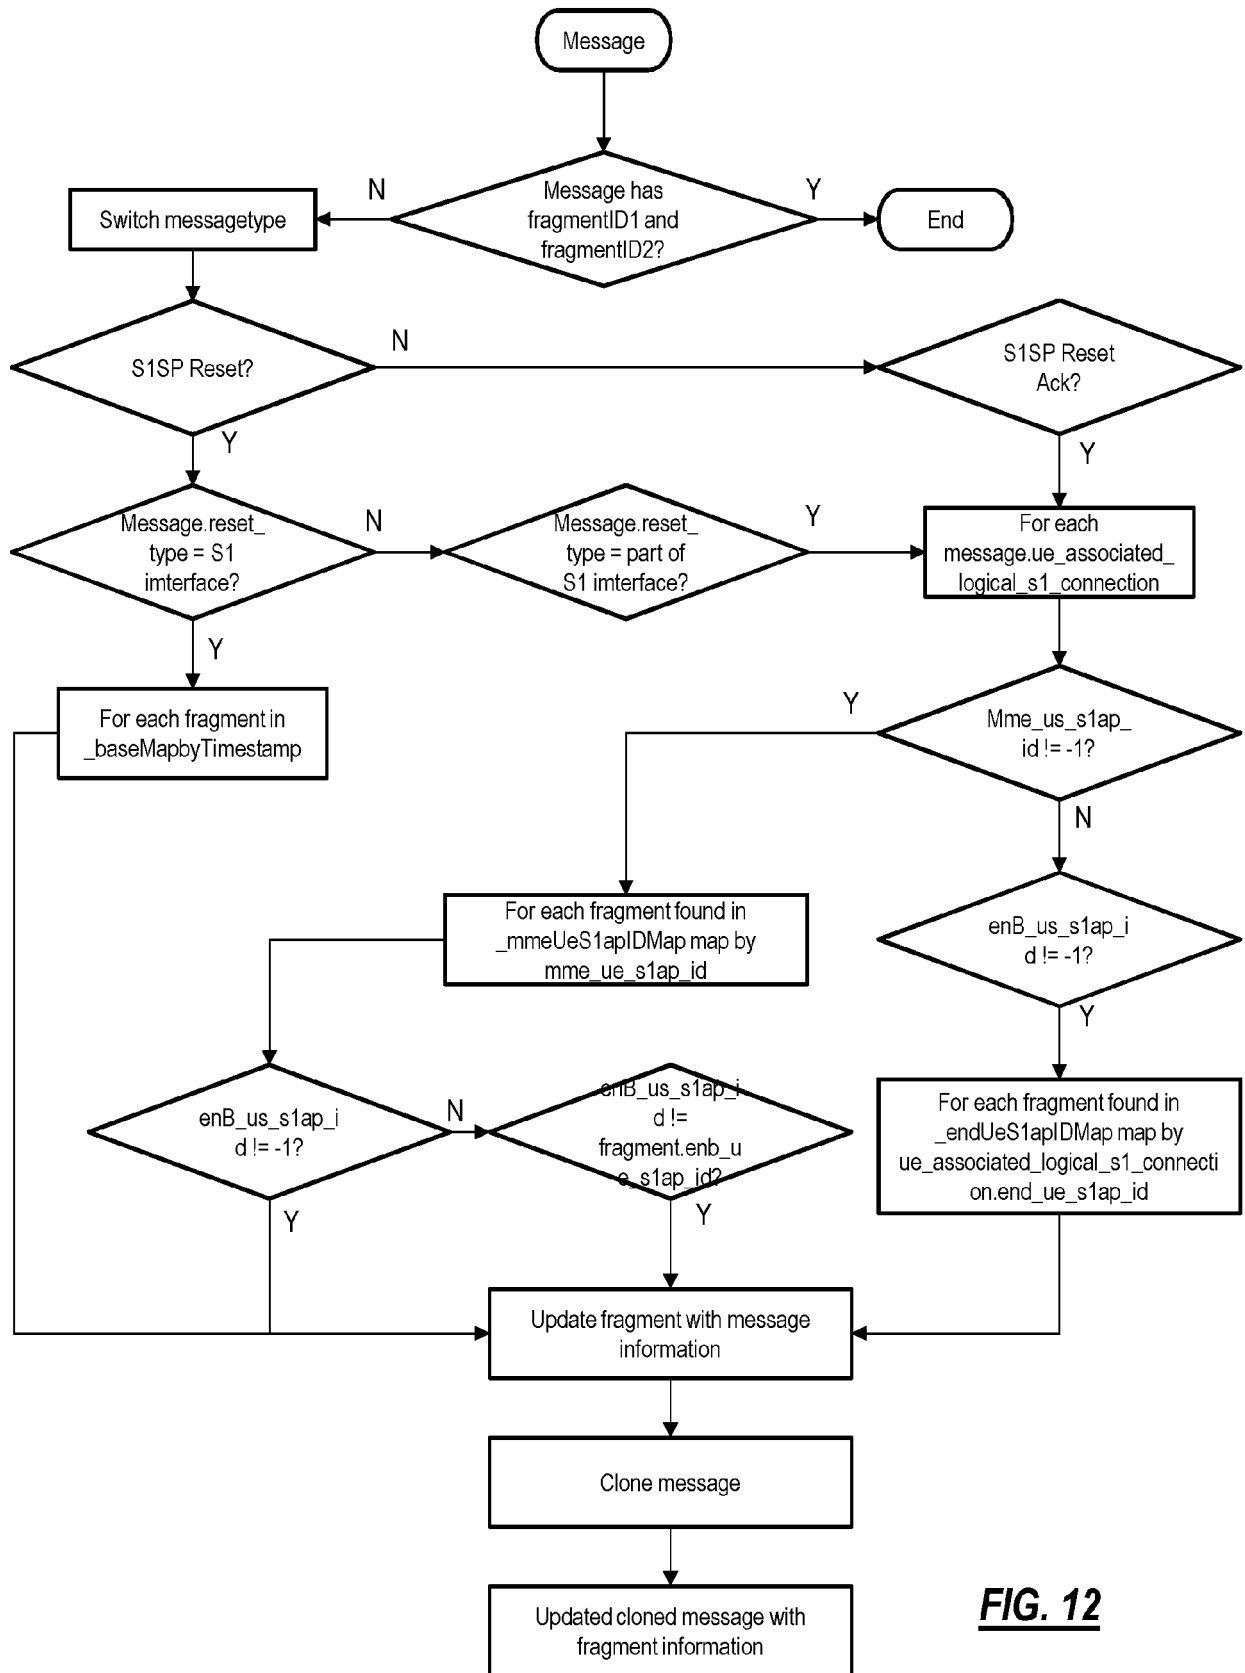 Message
Message has
fragmentID1 and
fragmentID2?
N
Y
Switch messagetype
End
S1SP Reset?
N
S1SP Reset
Ack?
Y
Y
Message.reset_
type = S1
imterface?
N
Message.reset_
type = part of
S1 imterface?
Y
For each
message.ue_associated_
logical_s1_connection
Y
For each fragment in
_baseMapbyTimestamp
Y
Mme_us_s1ap_
id != -1?
N
For each fragment found in
_mmeUeS1apIDMap map by
mme_ue_s1ap_id
enB_us_s1ap_i
d != -1?
Y
enB_us_s1ap_i
d != -1?
N
enB_us_s1ap_i
d !=
fragment.enb_u
e_s1ap_id?
For each fragment found in
_endUeS1apIDMap map by
ue_associated_logical_s1_connecti
on.end_ue_s1ap_id
Y
Y
Update fragment with message
information
Clone message
Updated cloned message with
fragment information
FIG. 12